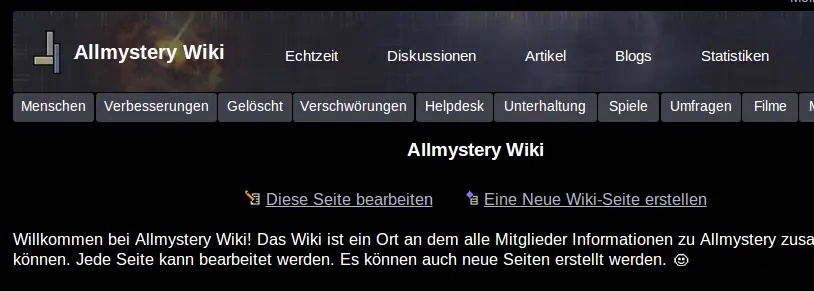 Allmystery Wiki Echtzeit Diskussionen Artikel Blogs Statistiken
Menschen Verbesserungen Gelöscht Verschwörungen Helpdesk Unterhaltung Spiele Umfragen Filme
Allmystery Wiki
Diese Seite bearbeiten Eine Neue Wiki-Seite erstellen
Willkommen bei Allmystery Wiki! Das Wiki ist ein Ort an dem alle Mitglieder Informationen zu Allmystery
können. Jede Seite kann bearbeitet werden. Es können auch neue Seiten erstellt werden.